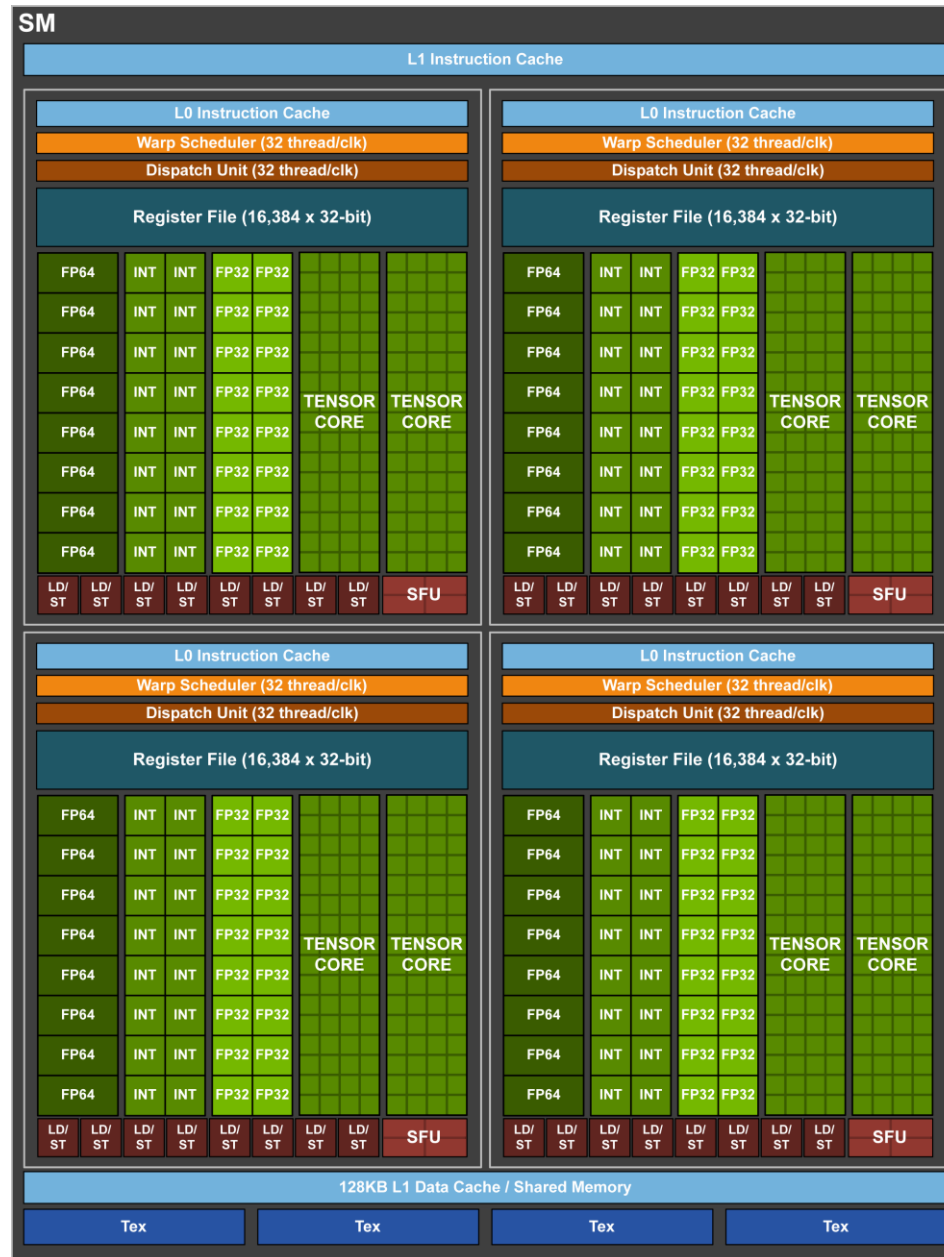 SM
L1 Instruction Cache
L0 Instruction Cache
Warp Scheduler (32 thread/clk)
Dispatch Unit (32 thread/clk)
Register File (16,384 x 32-bit)
FP64 INT INT FP32 FP32
FP64 INT INT FP32 FP32
FP64 INT INT FP32 FP32
FP64 INT INT FP32 FP32
FP64 INT INT FP32 FP32
FP64 INT INT FP32 FP32
FP64 INT INT FP32 FP32
FP64 INT INT FP32 FP32
TENSOR CORE
TENSOR CORE
LD/ST LD/ST LD/ST LD/ST LD/ST LD/ST LD/ST LD/ST SFU
L0 Instruction Cache
Warp Scheduler (32 thread/clk)
Dispatch Unit (32 thread/clk)
Register File (16,384 x 32-bit)
FP64 INT INT FP32 FP32
FP64 INT INT FP32 FP32
FP64 INT INT FP32 FP32
FP64 INT INT FP32 FP32
FP64 INT INT FP32 FP32
FP64 INT INT FP32 FP32
FP64 INT INT FP32 FP32
FP64 INT INT FP32 FP32
TENSOR CORE
TENSOR CORE
LD/ST LD/ST LD/ST LD/ST LD/ST LD/ST LD/ST LD/ST SFU
L0 Instruction Cache
Warp Scheduler (32 thread/clk)
Dispatch Unit (32 thread/clk)
Register File (16,384 x 32-bit)
FP64 INT INT FP32 FP32
FP64 INT INT FP32 FP32
FP64 INT INT FP32 FP32
FP64 INT INT FP32 FP32
FP64 INT INT FP32 FP32
FP64 INT INT FP32 FP32
FP64 INT INT FP32 FP32
FP64 INT INT FP32 FP32
TENSOR CORE
TENSOR CORE
LD/ST LD/ST LD/ST LD/ST LD/ST LD/ST LD/ST LD/ST SFU
L0 Instruction Cache
Warp Scheduler (32 thread/clk)
Dispatch Unit (32 thread/clk)
Register File (16,384 x 32-bit)
FP64 INT INT FP32 FP32
FP64 INT INT FP32 FP32
FP64 INT INT FP32 FP32
FP64 INT INT FP32 FP32
FP64 INT INT FP32 FP32
FP64 INT INT FP32 FP32
FP64 INT INT FP32 FP32
FP64 INT INT FP32 FP32
TENSOR CORE
TENSOR CORE
LD/ST LD/ST LD/ST LD/ST LD/ST LD/ST LD/ST LD/ST SFU
128KB L1 Data Cache / Shared Memory
Tex Tex Tex Tex